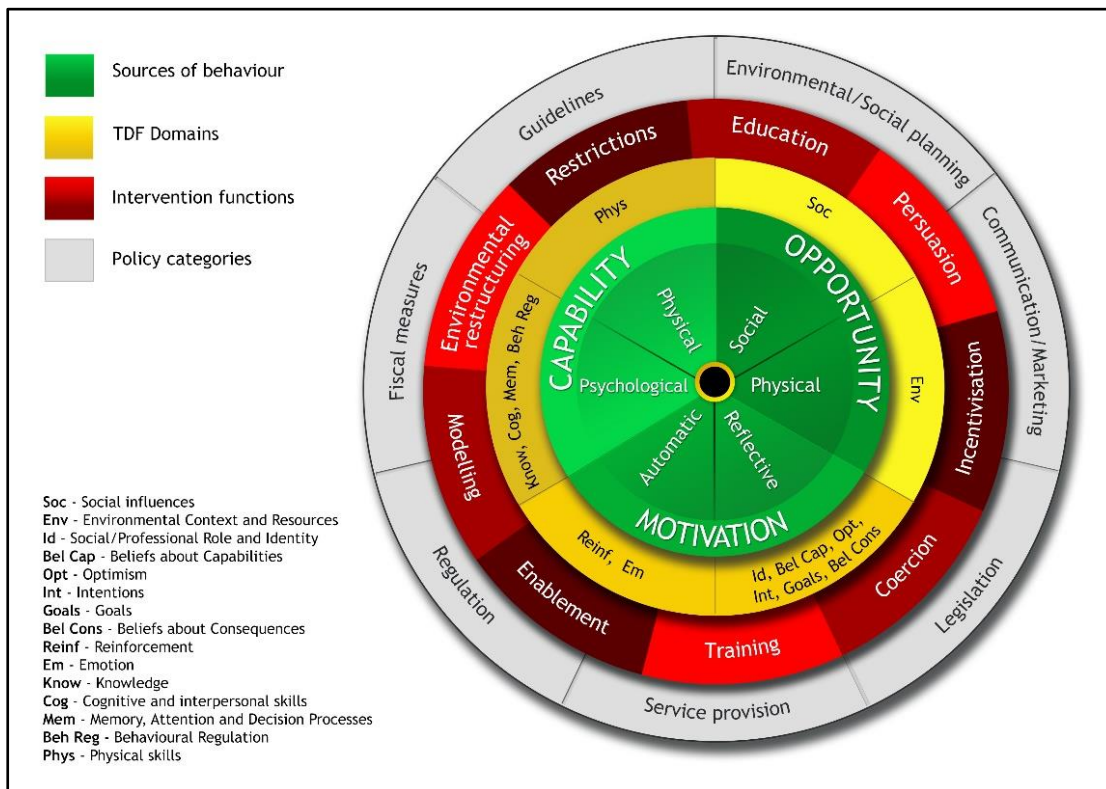 Sources of behaviour
TDF Domains
Intervention functions
Policy categories
Guidelines
Environmental/Social planning
Communication/Marketing
Legislation
Service provision
Regulation
Fiscal measures
Restrictions
Education
Persuasion
Incentivisation
Coercion
Training
Enablement
Modelling
Environmental
restructuring
Phys
Soc
Env
Id, Bel Cap, Opt,
Int, Goals, Bel Cons
Reinf, Em
Know, Cog, Mem, Beh Reg
CAPABILITY
OPPORTUNITY
MOTIVATION
Physical
Social
Physical
Reflective
Automatic
Psychological
Soc - Social influences
Env - Environmental Context and Resources
Id - Social/Professional Role and Identity
Bel Cap - Beliefs about Capabilities
Opt - Optimism
Int - Intentions
Goals - Goals
Bel Cons - Beliefs about Consequences
Reinf - Reinforcement
Em - Emotion
Know - Knowledge
Cog - Cognitive and interpersonal skills
Mem - Memory, Attention and Decision Processes
Beh Reg - Behavioural Regulation
Phys - Physical skills